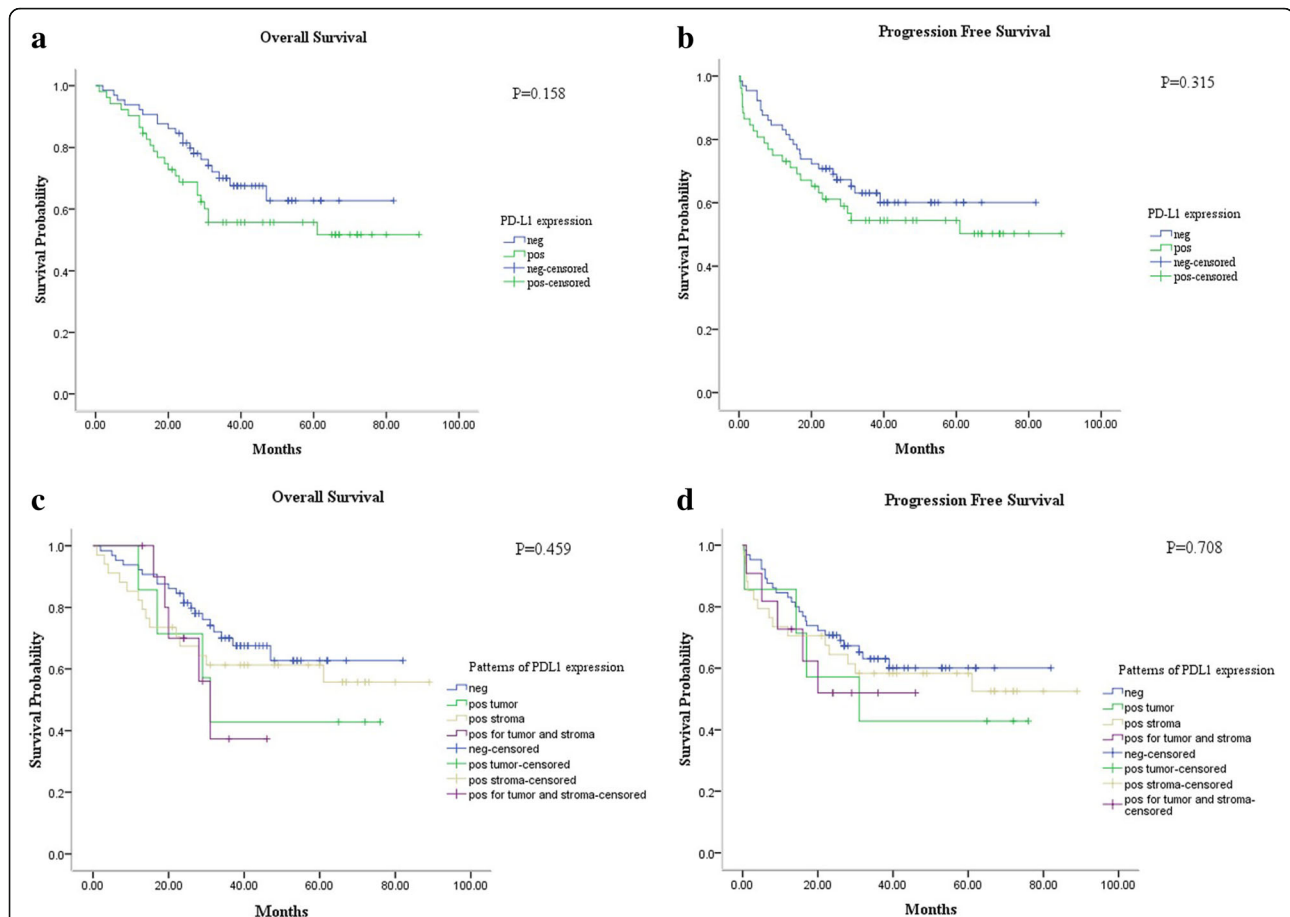 a
Overall Survival
P=0.158
1.0
0.8
0.6
0.4
0.2
0.0
Survival Probability
PD-L1 expression
neg
pos
neg-censored
pos-censored
0.00 20.00 40.00 60.00 80.00 100.00
Months
b
Progression Free Survival
P=0.315
1.0
0.8
0.6
0.4
0.2
0.0
Survival Probability
PD-L1 expression
neg
pos
neg-censored
pos-censored
0.00 20.00 40.00 60.00 80.00 100.00
Months
c
Overall Survival
P=0.459
1.0
0.8
0.6
0.4
0.2
0.0
Survival Probability
Patterns of PDL1 expression
neg
pos tumor
pos stroma
pos for tumor and stroma
neg-censored
pos tumor-censored
pos stroma-censored
pos for tumor and stroma-censored
0.00 20.00 40.00 60.00 80.00 100.00
Months
d
Progression Free Survival
P=0.708
1.0
0.8
0.6
0.4
0.2
0.0
Survival Probability
Patterns of PDL1 expression
neg
pos tumor
pos stroma
pos for tumor and stroma
neg-censored
pos tumor-censored
pos stroma-censored
pos for tumor and stroma-
censored
0.00 20.00 40.00 60.00 80.00 100.00
Months